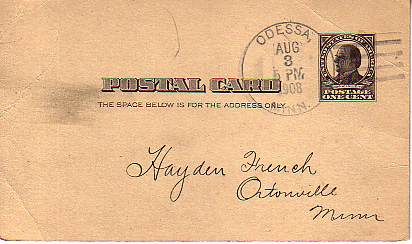 ODESSA,
AUG
3
5 PM
1908
MINN.
POSTAGE
ONE CENT
POSTAL CARD
THE SPACE BELOW IS FOR THE ADDRESS ONLY.
Hayden French
Ortonville
Minn